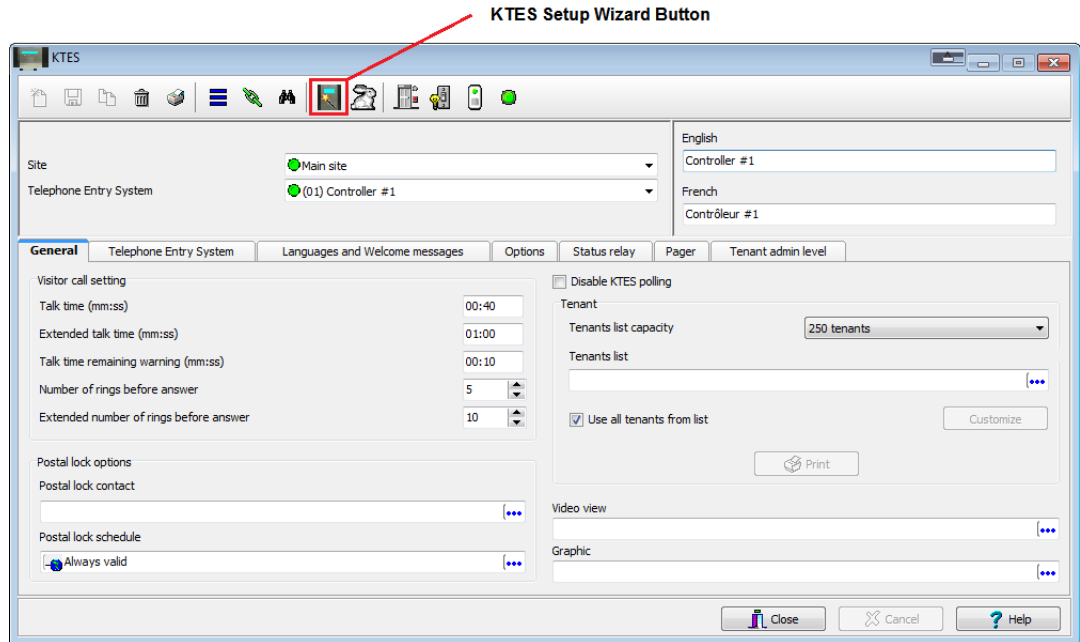 KTES Setup Wizard Button
KTES
English
Site
Main site
Controller #1
Telephone Entry System
(01) Controller #1
French
Contrôleur #1
General
Telephone Entry System
Languages and Welcome messages
Options
Status relay
Pager
Tenant admin level
Visitor call setting
Talk time (mm:ss)
00:40
Extended talk time (mm:ss)
01:00
Talk time remaining warning (mm:ss)
00:10
Number of rings before answer
5
Extended number of rings before answer
10
Postal lock options
Postal lock contact
Postal lock schedule
Always valid
Disable KTES polling
Tenant
Tenants list capacity
250 tenants
Tenants list
Use all tenants from list
Customize
Print
Video view
Graphic
Close
Cancel
? Help